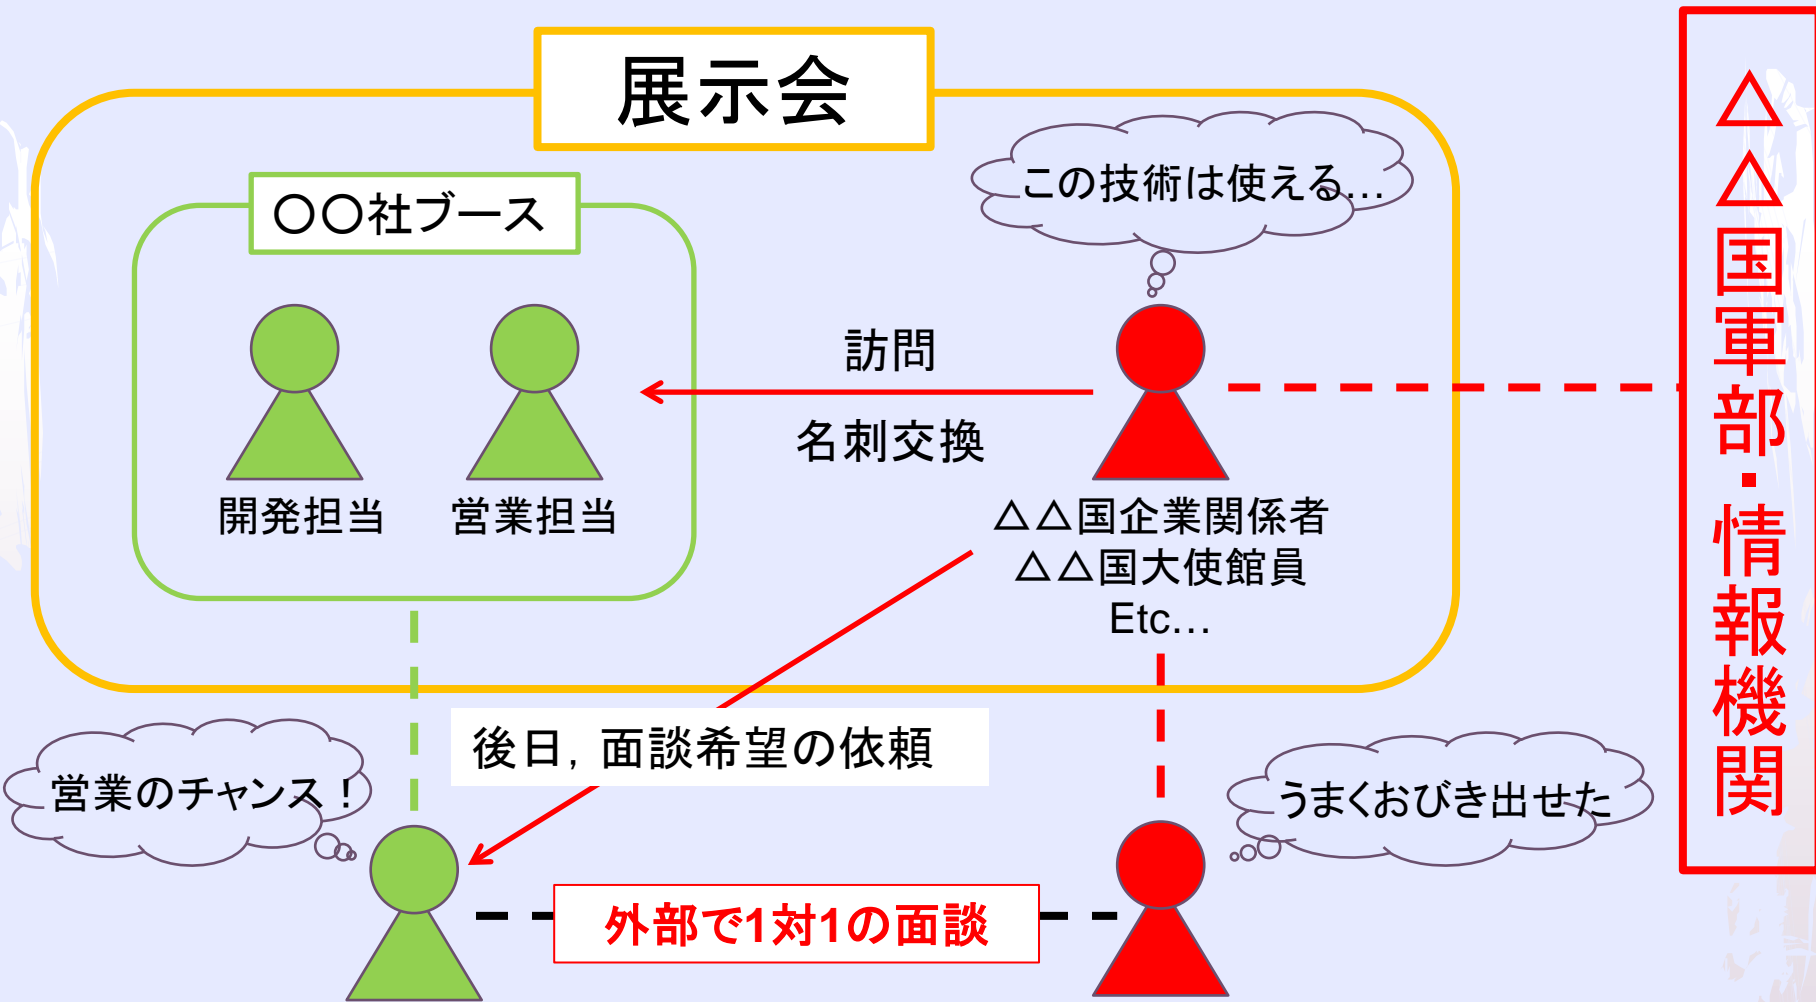 展示会
〇〇社ブース
この技術は使える…
訪問
名刺交換
開発担当
営業担当
△△国企業関係者
△△国大使館員
Etc…
△△国軍部・情報機関
後日，面談希望の依頼
営業のチャンス！
うまくおびき出せた
外部で1対1の面談